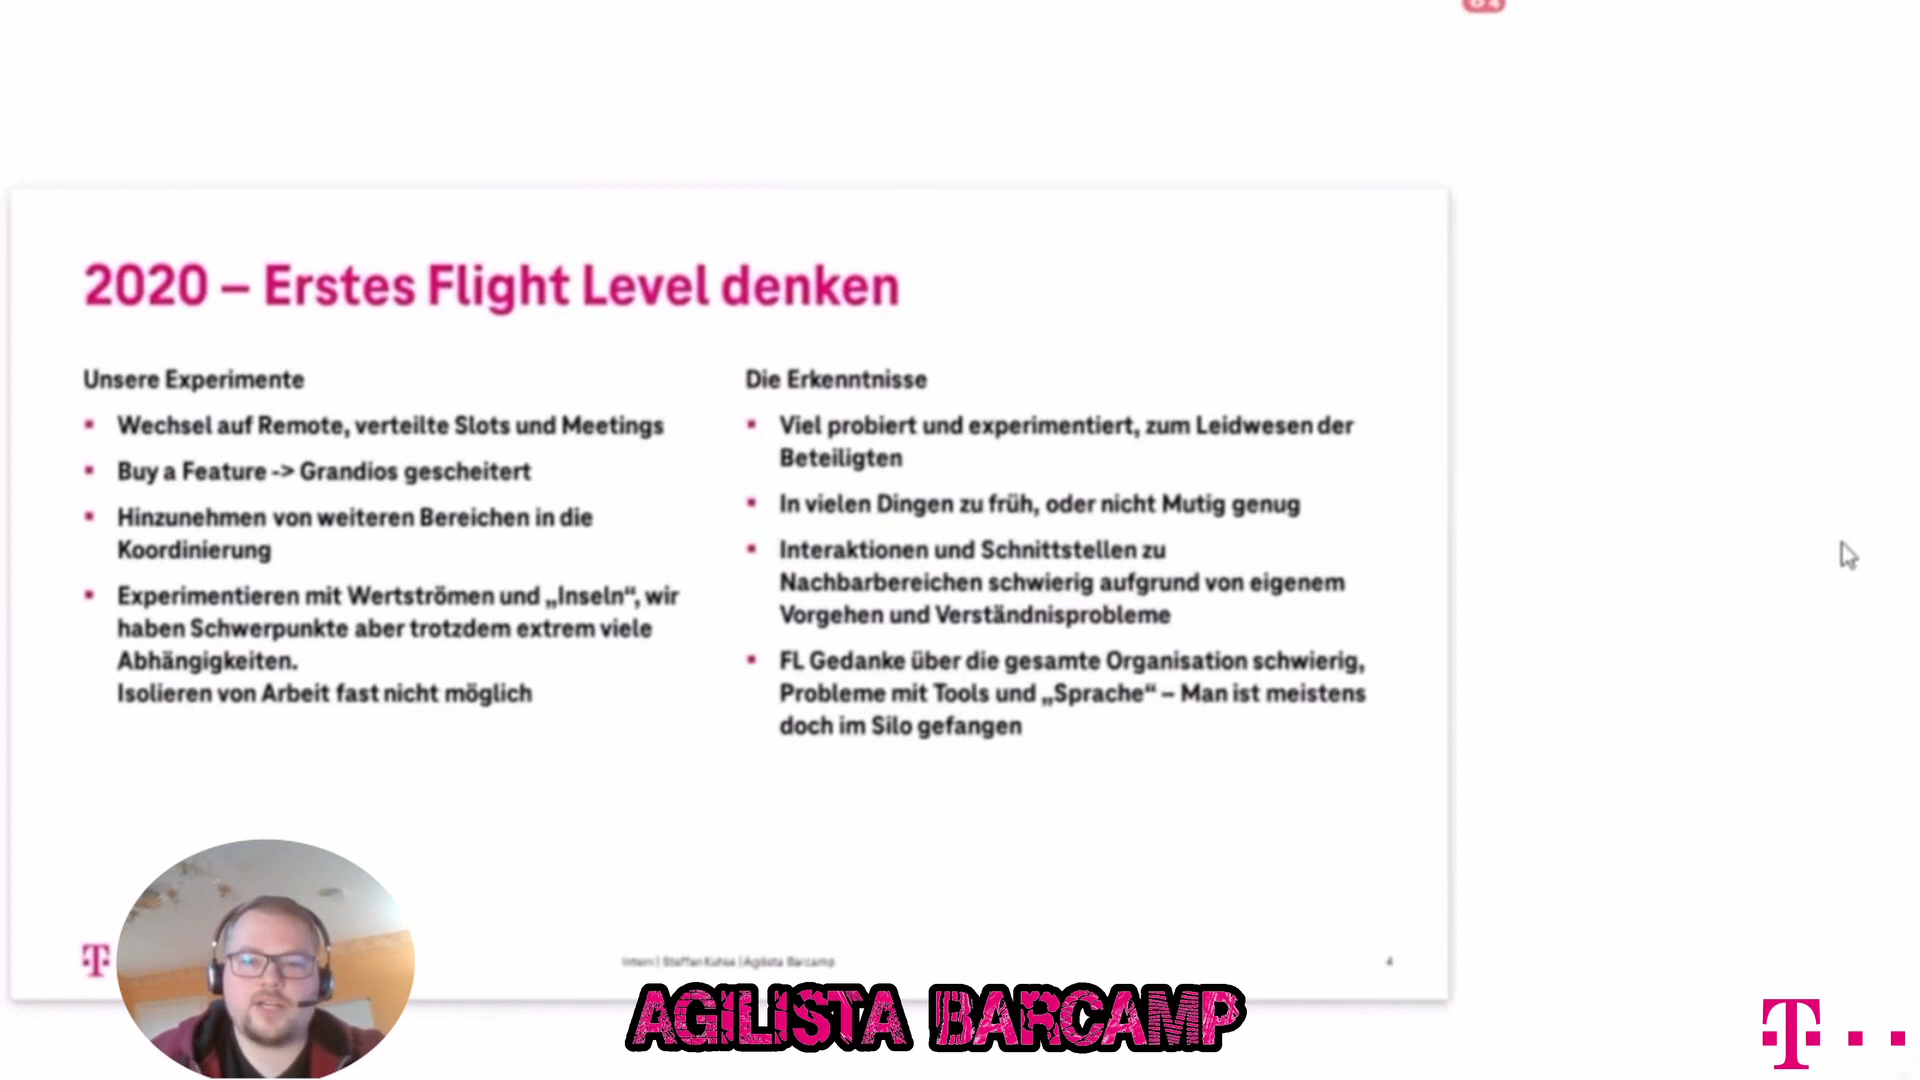 2020 – Erstes Flight Level denken
Unsere Experimente
Wechsel auf Remote, verteilte Slots und Meetings
Buy a Feature -> Grandios gescheitert
Hinzunehmen von weiteren Bereichen in die
Koordinierung
Experimentieren mit Wertströmen und „Inseln“, wir
haben Schwerpunkte aber trotzdem extrem viele
Abhängigkeiten.
Isolieren von Arbeit fast nicht möglich
Die Erkenntnisse
Viel probiert und experimentiert, zum Leidwesen der
Beteiligten
In vielen Dingen zu früh, oder nicht Mutig genug
Interaktionen und Schnittstellen zu
Nachbarbereichen schwierig aufgrund von eigenem
Vorgehen und Verständnisprobleme
FL Gedanke über die gesamte Organisation schwierig,
Probleme mit Tools und „Sprache“ – Man ist meistens
doch im Silo gefangen
T
Intern | Steffen | Agilista Barcamp
4
AGILISTA BARCAMP
T